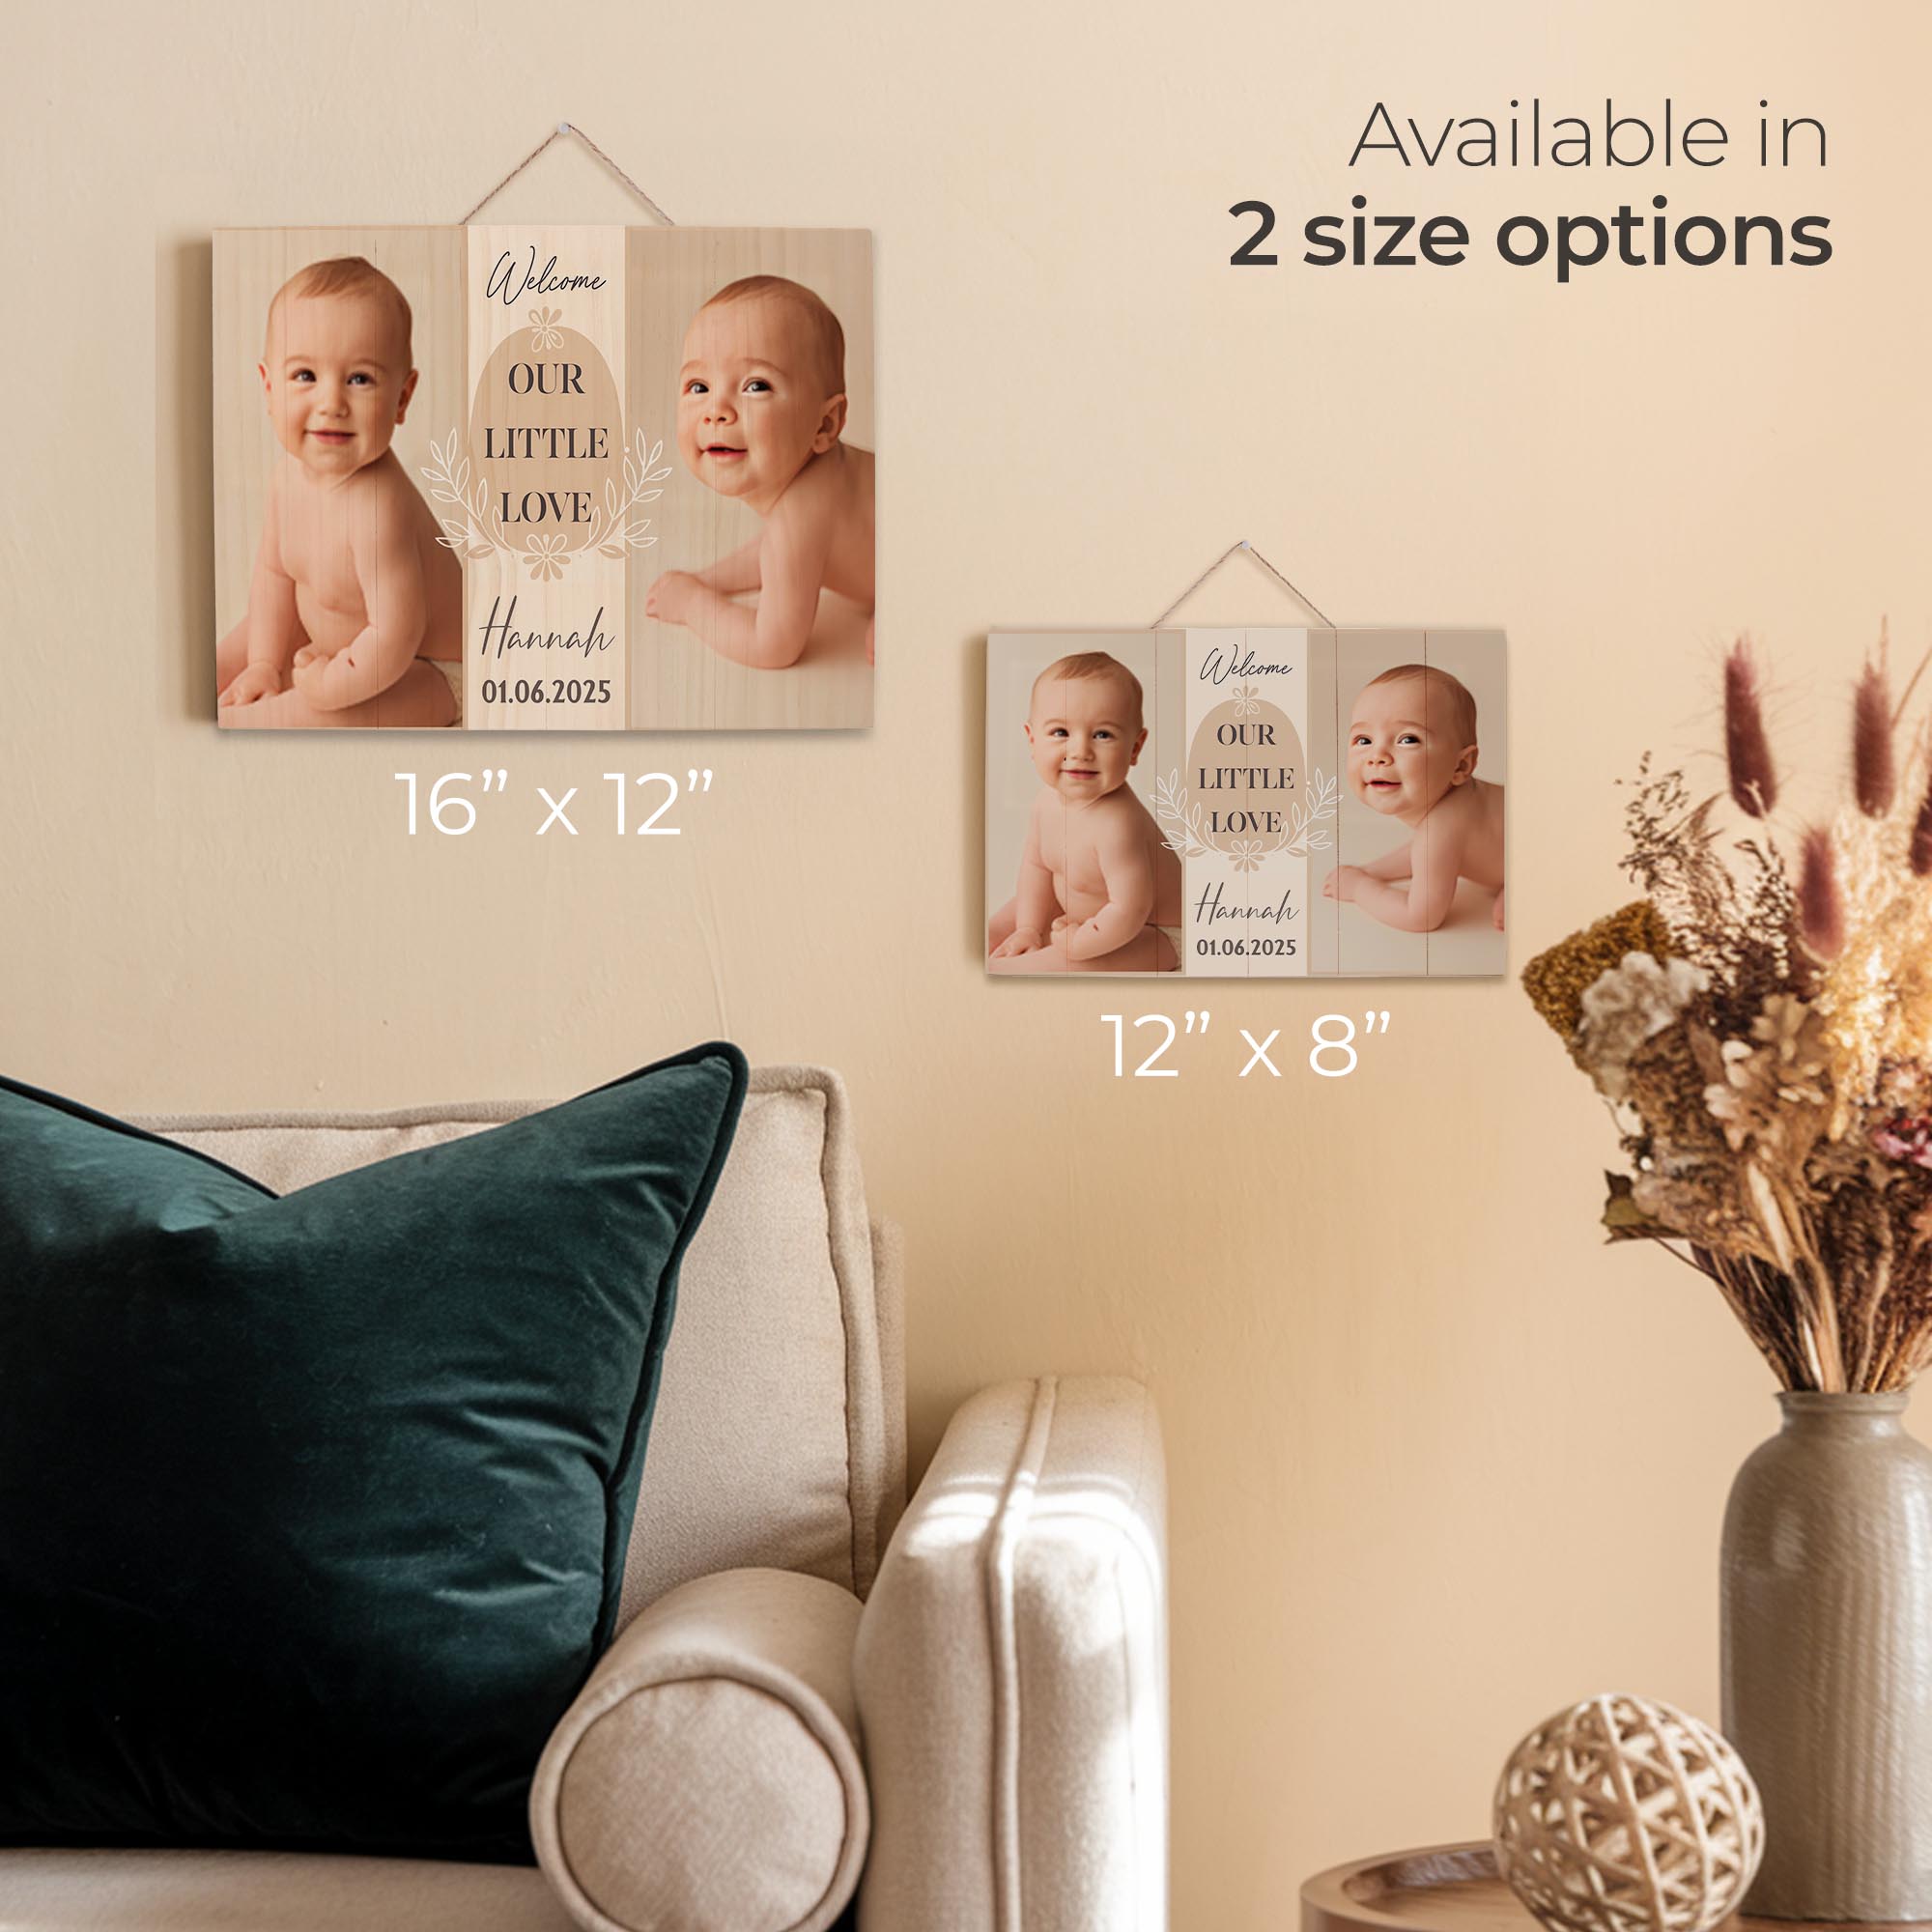 Available in
2 size options
Welcome
OUR
LITTLE
LOVE
Hannah
01.06.2025
16” x 12”
Welcome
OUR
LITTLE
LOVE
Hannah
01.06.2025
12” x 8”